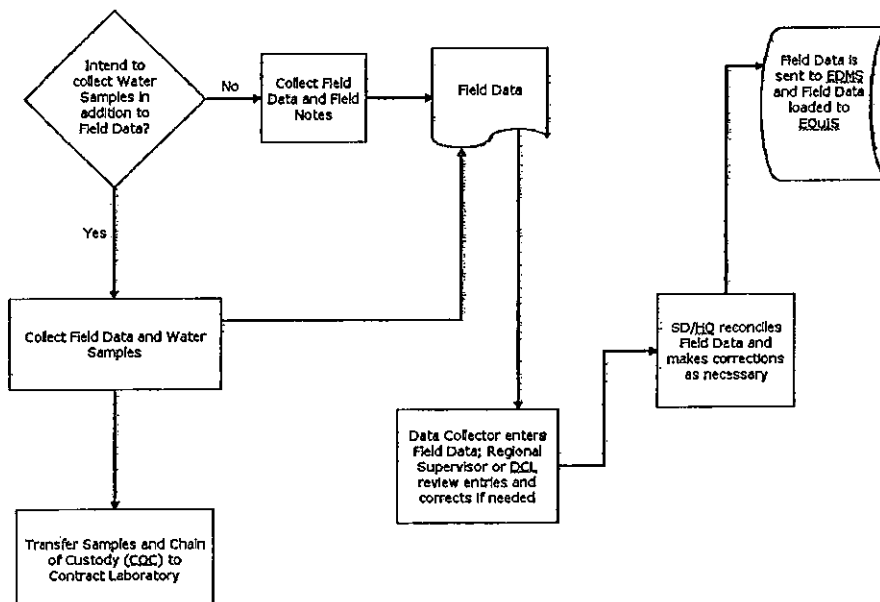 Intend to
collect Water
Samples in
addition to
Field Data?
No
Collect Field
Data and Field
Notes
Field Data
Field Data is
sent to EDMS
and Field Data
loaded to
EQuIS
Yes
Collect Field Data and Water
Samples
SD/HQ reconciles
Field Data and
makes corrections
as necessary
Data Collector enters
Field Data; Regional
Supervisor or DCL
review entries and
corrects if needed
Transfer Samples and Chain
of Custody (COC) to
Contract Laboratory